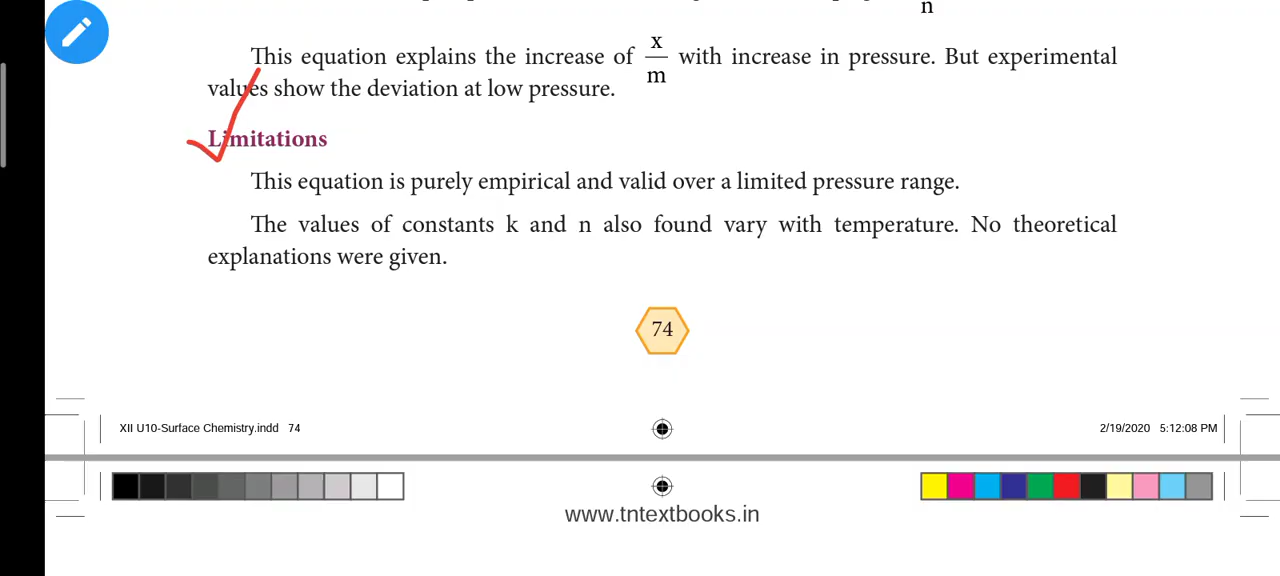 n
This equation explains the increase of x/m with increase in pressure. But experimental
values show the deviation at low pressure.
Limitations
This equation is purely empirical and valid over a limited pressure range.
The values of constants k and n also found vary with temperature. No theoretical
explanations were given.
74
XII U10-Surface Chemistry.indd 74
2/19/2020 5:12:08 PM
www.tntextbooks.in